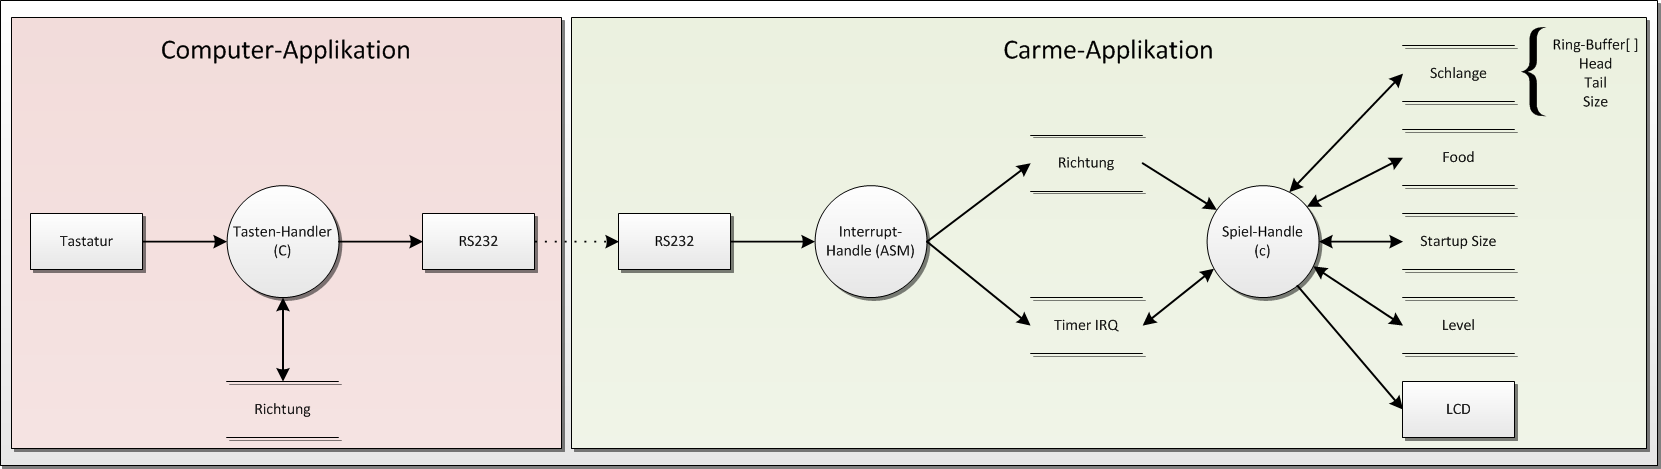 Computer-Applikation
Tastatur
Tasten-Handler
(C)
RS232
Richtung
Carme-Applikation
RS232
Interrupt-
Handle (ASM)
Richtung
Timer IRQ
Spiel-Handle
(c)
Schlange
Ring-Buffer[ ]
Head
Tail
Size
Food
Startup Size
Level
LCD